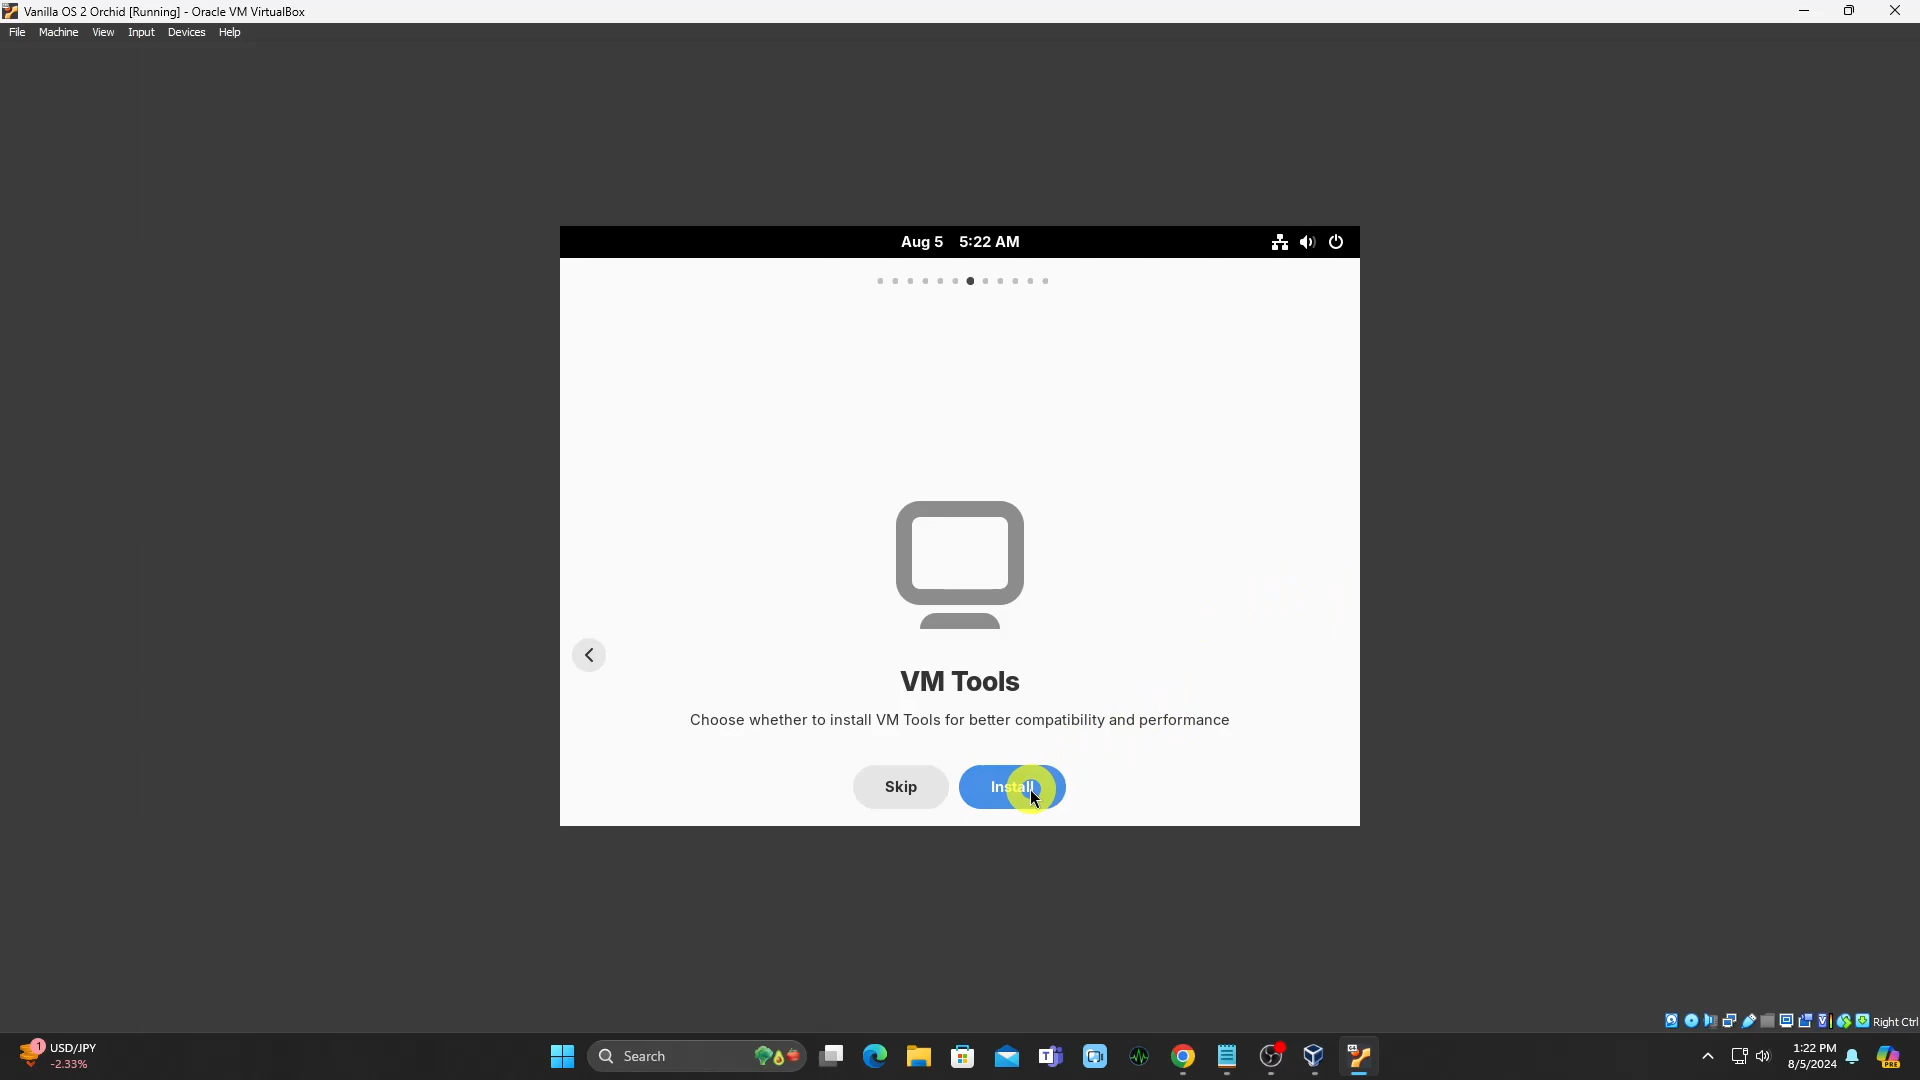 Vanilla OS 2 Orchid [Running] - Oracle VM VirtualBox
File Machine View Input Devices Help
Aug 5 5:22 AM
VM Tools
Choose whether to install VM Tools for better compatibility and performance
Skip Install
Right Ctrl
1 USD/JPY
-2.33%
Search
1:22 PM
8/5/2024
PRE